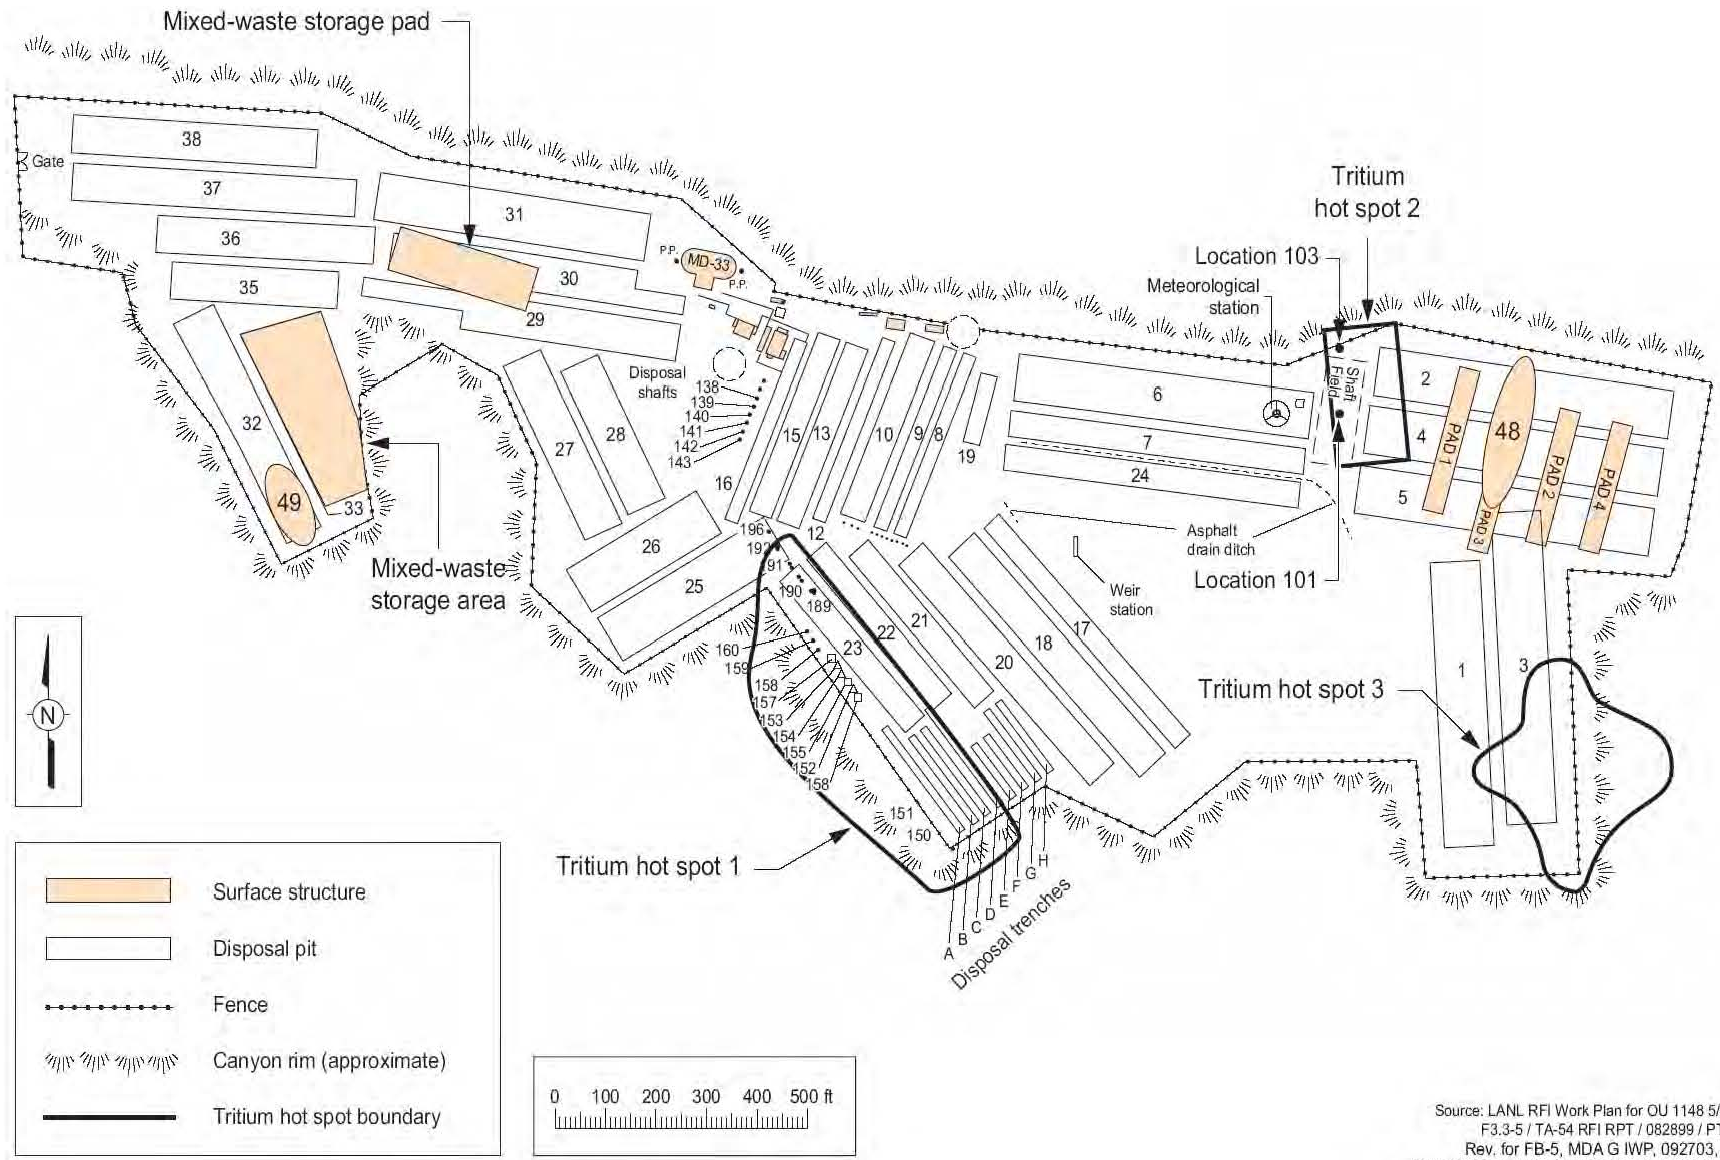 Mixed-waste storage pad
38
Gate
37
31
36
30
35
29
P.P.
MD-33
P.P.
Tritium
hot spot 2
Location 103
Meteorological
station
Shaft
Field
32
49
33
Mixed-waste
storage area
27
28
26
25
Disposal
shafts
138
139
140
141
142
143
16
15
13
12
10
9
8
19
6
7
24
2
4
5
PAD 1
48
PAD 2
PAD 3
PAD 4
Asphalt
drain ditch
Location 101
Weir
station
196
192
191
190
189
23
22
21
20
18
17
160
159
158
157
153
154
155
152
158
151
150
1
3
Tritium hot spot 3
Tritium hot spot 1
A
B
C
D
E
F
G
H
Disposal trenches
N
Surface structure
Disposal pit
Fence
Canyon rim (approximate)
Tritium hot spot boundary
0 100 200 300 400 500 ft
Source: LANL RFI Work Plan for OU 1148 5/
F3.3-5 / TA-54 RFI RPT / 082899 / PT
Rev. for FB-5, MDA G IWP, 092703,